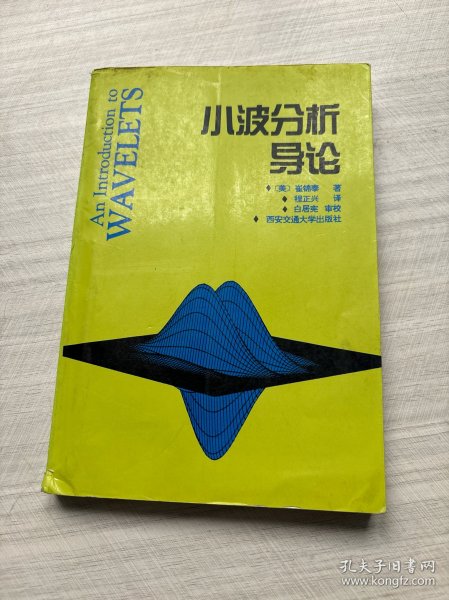 An Introduction to
WAVELETS
小波分析
导论
♦ 〔美〕崔锦泰 著
♦ 程正兴 译
♦ 白居宪 审校
♦ 西安交通大学出版社
孔夫子旧书网
www.kongfz.com